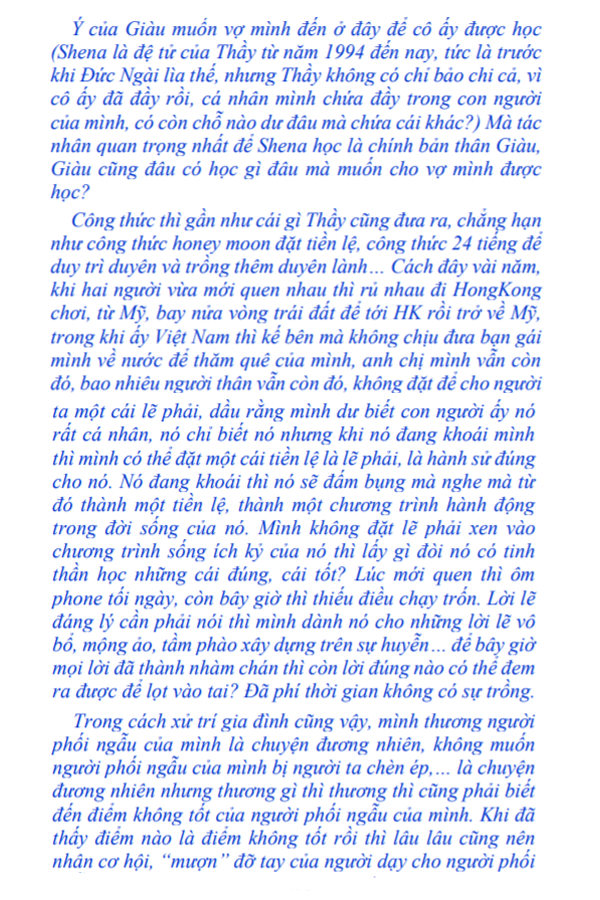 Ý của Giàu muốn vợ mình đến ở đây để cô ấy được học
(Shena là đệ tử của Thầy từ năm 1994 đến nay, tức là trước
khi Đức Ngài lìa thế, nhưng Thầy không có chỉ bảo chi cả, vì
cô ấy đã đầy rồi, cá nhân mình chứa đầy trong con người
của mình, có còn chỗ nào dư đâu mà chứa cái khác?) Mà tác
nhân quan trọng nhất để Shena học là chính bản thân Giàu,
Giàu cũng đâu có học gì đâu mà muốn cho vợ mình được
học?
Công thức thì gần như cái gì Thầy cũng đưa ra, chẳng hạn
như công thức honey moon đặt tiền lệ, công thức 24 tiếng để
duy trì duyên và trồng thêm duyên lành… Cách đây vài năm,
khi hai người vừa mới quen nhau thì rủ nhau đi HongKong
chơi, từ Mỹ, bay nửa vòng trái đất để tới HK rồi trở về Mỹ,
trong khi ấy Việt Nam thì kế bên mà không chịu đưa bạn gái
mình về nước để thăm quê của mình, anh chị mình vẫn còn
đó, bao nhiêu người thân vẫn còn đó, không đặt để cho người
ta một cái lẽ phải, dầu rằng mình dư biết con người ấy nó
rất cá nhân, nó chỉ biết nó nhưng khi nó đang khoái mình
thì mình có thể đặt một cái tiền lệ là lẽ phải, là hành sử đúng
cho nó. Nó đang khoái thì nó sẽ đấm bụng mà nghe mà từ
đó thành một tiền lệ, thành một chương trình hành động
trong đời sống của nó. Mình không đặt lẽ phải xen vào
chương trình sống ích kỷ của nó thì lấy gì đòi nó có tinh
thần học những cái đúng, cái tốt? Lúc mới quen thì ôm
phone tối ngày, còn bây giờ thì thiếu điều chạy trốn. Lời lẽ
đáng lý cần phải nói thì mình dành nó cho những lời lẽ vô
bổ, mộng ảo, tầm phào xây dựng trên sự huyễn… để bây giờ
mọi lời đã thành nhàm chán thì còn lời đúng nào có thể đem
ra được để lọt vào tai? Đã phí thời gian không có sự trồng.
Trong cách xử trí gia đình cũng vậy, mình thương người
phối ngẫu của mình là chuyện đương nhiên, không muốn
người phối ngẫu của mình bị người ta chèn ép,… là chuyện
đương nhiên nhưng thương gì thì thương thì cũng phải biết
đến điểm không tốt của người phối ngẫu của mình. Khi đã
thấy điểm nào là điểm không tốt rồi thì lâu lâu cũng nên
nhân cơ hội, “mượn” đỡ tay của người dạy cho người phối